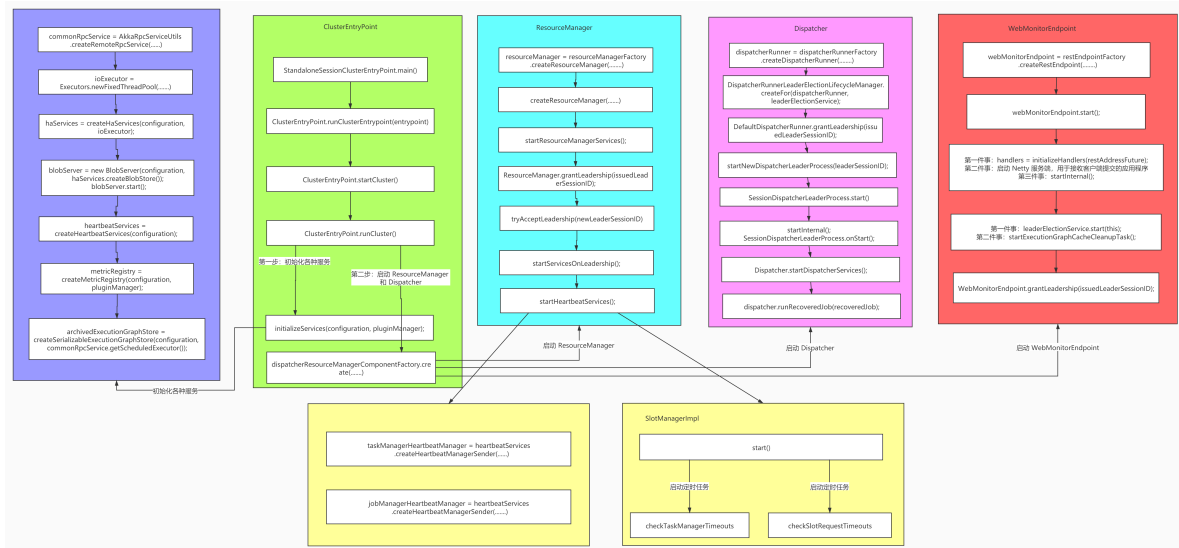 commonRpcService = AkkaRpcServiceUtils
.createRemoteRpcService(......)
ioExecutor =
Executors.newFixedThreadPool(......)
haServices = createHaServices(configuration,
ioExecutor);
blobServer = new BlobServer(configuration,
haServices.createBlobStore());
blobServer.start();
heartbeatServices =
createHeartbeatServices(configuration);
metricRegistry =
createMetricRegistry(configuration,
pluginManager);
archivedExecutionGraphStore =
createSerializableExecutionGraphStore(configuration,
commonRpcService.getScheduledExecutor());
初始化各种服务
ClusterEntryPoint
StandaloneSessionClusterEntryPoint.main()
ClusterEntryPoint.runClusterEntrypoint(entrypoint)
ClusterEntryPoint.startCluster()
ClusterEntryPoint.runCluster()
第一步：初始化各种服务
第二步：启动 ResourceManager
和 Dispatcher
initializeServices(configuration, pluginManager);
dispatcherResourceManagerComponentFactory.cre
ate(......)
ResourceManager
resourceManager = resourceManagerFactory
.createResourceManager(.......)
createResourceManager(......)
startResourceManagerServices();
ResourceManager.grantLeadership(issuedLead
erSessionID);
tryAcceptLeadership(newLeaderSessionID)
startServicesOnLeadership();
startHeartbeatServices();
启动 ResourceManager
Dispatcher
dispatcherRunner = dispatcherRunnerFactory
.createDispatcherRunner(.......)
DispatcherRunnerLeaderElectionLifecycleManager.
createFor(dispatcherRunner,
leaderElectionService);
DefaultDispatcherRunner.grantLeadership(issu
edLeaderSessionID);
startNewDispatcherLeaderProcess(leaderSessionID);
SessionDispatcherLeaderProcess.start()
startInternal();
SessionDispatcherLeaderProcess.onStart();
Dispatcher.startDispatcherServices();
dispatcher.runRecoveredJob(recoveredJob);
启动 Dispatcher
WebMonitorEndpoint
webMonitorEndpoint = restEndpointFactory
.createRestEndpoint(......)
webMonitorEndpoint.start();
第一件事：handlers = initializeHandlers(restAddressFuture);
第二件事：启动 Netty 服务端，用于接收客户端提交的应用程序
第三件事：startInternal();
第一件事：leaderElectionService.start(this);
第二件事：startExecutionGraphCacheCleanupTask();
WebMonitorEndpoint.grantLeadership(issuedLeaderSessionID);
启动 WebMonitorEndpoint
taskManagerHeartbeatManager = heartbeatServices
.createHeartbeatManagerSender(......)
jobManagerHeartbeatManager = heartbeatServices
.createHeartbeatManagerSender(......)
SlotManagerImpl
start()
启动定时任务
启动定时任务
checkTaskManagerTimeouts
checkSlotRequestTimeouts